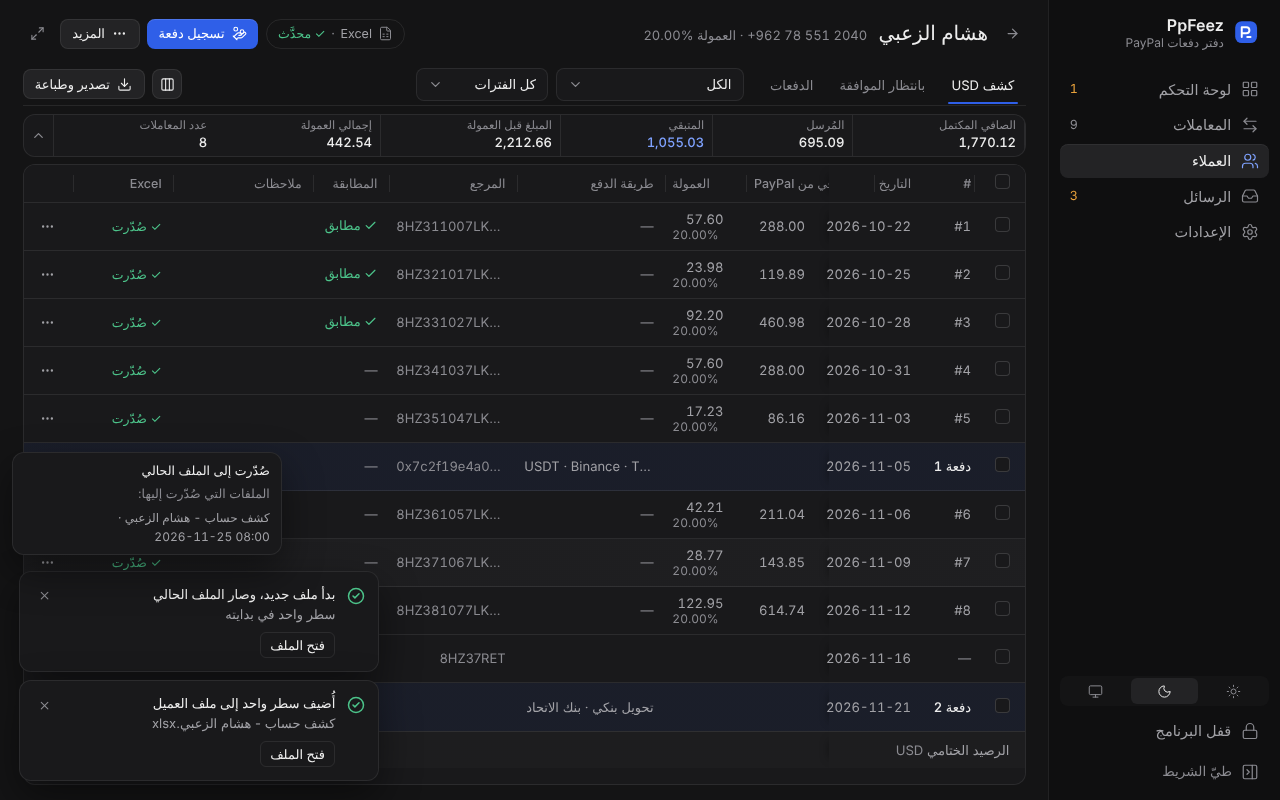 PpFeez
دفتر دفعات PayPal
لوحة التحكم 1
المعاملات 9
العملاء
الرسائل 3
الإعدادات
قفل البرنامج
طيّ الشريط
هشام الزعبي
+962 78 551 2040 · العمولة 20.00%
Excel · ✓ محدَّث
تسجيل دفعة
المزيد
كشف USD
بانتظار الموافقة
الدفعات
الكل
كل الفترات
تصدير وطباعة
الصافي المكتمل
1,770.12
المُرسل
695.09
المتبقي
1,055.03
المبلغ قبل العمولة
2,212.66
إجمالي العمولة
442.54
عدد المعاملات
8
# التاريخ من PayPal العمولة طريقة الدفع المرجع المطابقة ملاحظات Excel
#1 2026-10-22 288.00 57.60 20.00% — 8HZ311007LK... ✓ مطابق ✓ صُدّرت
#2 2026-10-25 119.89 23.98 20.00% — 8HZ321017LK... ✓ مطابق ✓ صُدّرت
#3 2026-10-28 460.98 92.20 20.00% — 8HZ331027LK... ✓ مطابق ✓ صُدّرت
#4 2026-10-31 288.00 57.60 20.00% — 8HZ341037LK... — ✓ صُدّرت
#5 2026-11-03 86.16 17.23 20.00% — 8HZ351047LK... — ✓ صُدّرت
دفعة 1 2026-11-05 USDT · Binance · T... 0x7c2f19e4a0... —
#6 2026-11-06 211.04 42.21 20.00% — 8HZ361057LK... —
#7 2026-11-09 143.85 28.77 20.00% — 8HZ371067LK... — ✓ صُدّرت
#8 2026-11-12 614.74 122.95 20.00% — 8HZ381077LK...
— 2026-11-16 8HZ37RET
دفعة 2 2026-11-21 تحويل بنكي · بنك الاتحاد
الرصيد الختامي USD
صُدّرت إلى الملف الحالي
الملفات التي صُدّرت إليها:
كشف حساب - هشام الزعبي ·
2026-11-25 08:00
بدأ ملف جديد، وصار الملف الحالي
سطر واحد في بدايته
فتح الملف
أُضيف سطر واحد إلى ملف العميل
كشف حساب - هشام الزعبي.xlsx
فتح الملف